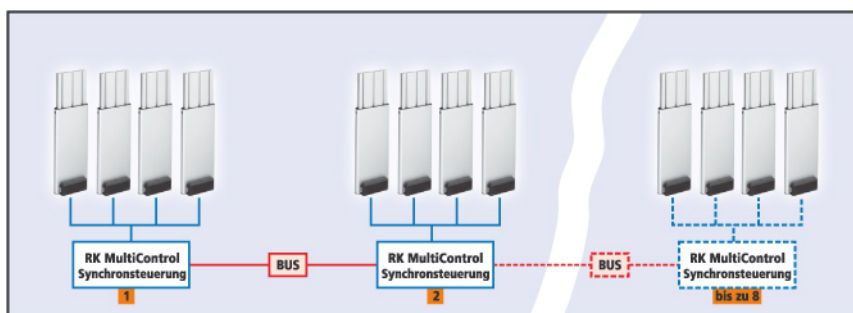 RK MultiControl
Synchronsteuerung
1
BUS
RK MultiControl
Synchronsteuerung
2
BUS
RK MultiControl
Synchronsteuerung
bis zu 8